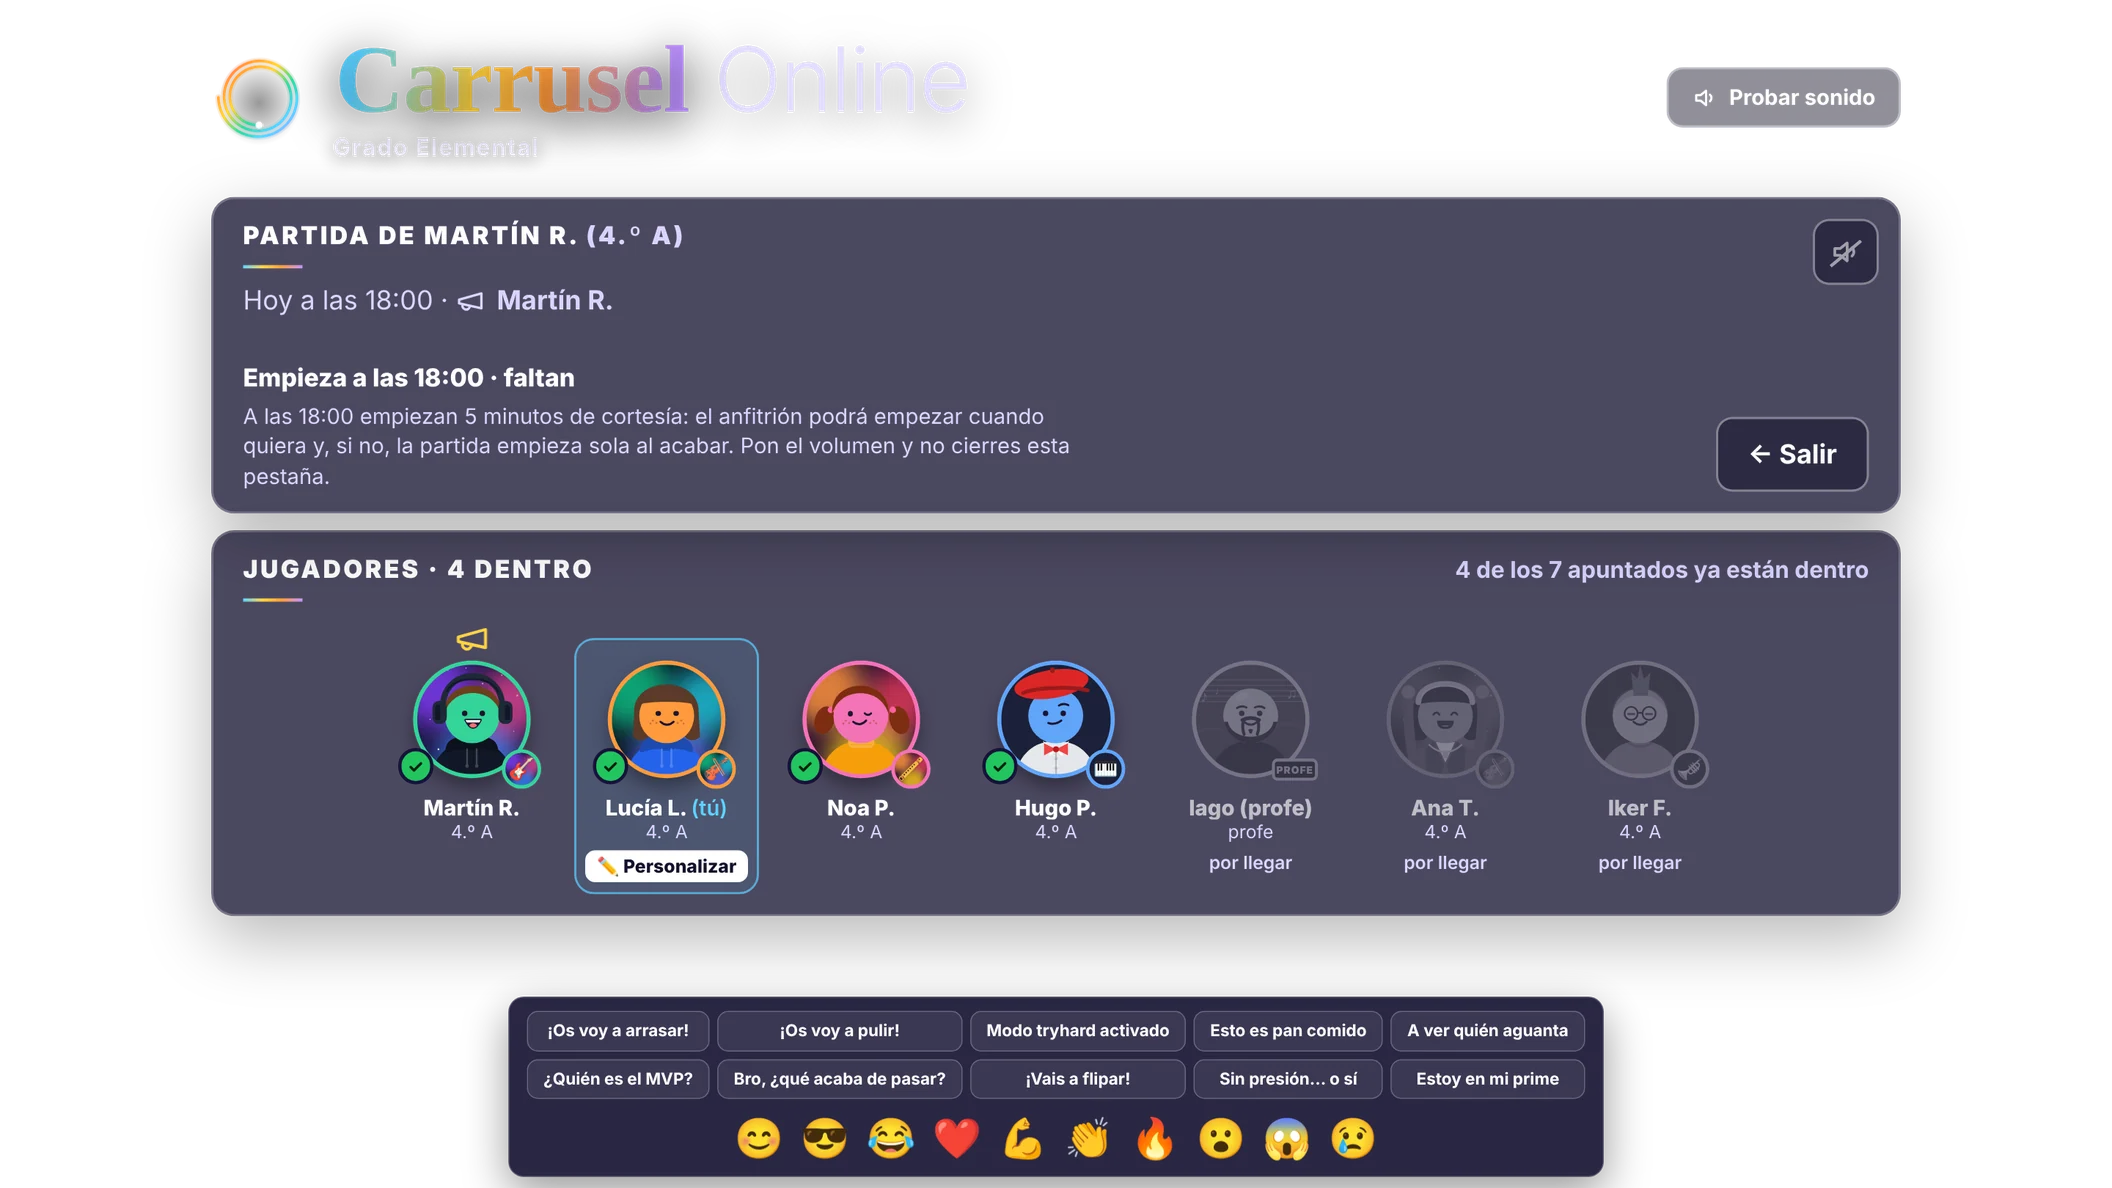 Carrusel Online
Grado Elemental
Probar sonido
PARTIDA DE MARTÍN R. (4.º A)
Hoy a las 18:00 · Martín R.
Empieza a las 18:00 · faltan
A las 18:00 empiezan 5 minutos de cortesía: el anfitrión podrá empezar cuando
quiera y, si no, la partida empieza sola al acabar. Pon el volumen y no cierres esta
pestaña.
← Salir
JUGADORES · 4 DENTRO
4 de los 7 apuntados ya están dentro
PROFE
Martín R.
4.º A
Lucía L. (tú)
4.º A
Personalizar
Noa P.
4.º A
Hugo P.
4.º A
Iago (profe)
profe
por llegar
Ana T.
4.º A
por llegar
Iker F.
4.º A
por llegar
¡Os voy a arrasar!
¡Os voy a pulir!
Modo tryhard activado
Esto es pan comido
A ver quién aguanta
¿Quién es el MVP?
Bro, ¿qué acaba de pasar?
¡Vais a flipar!
Sin presión... o sí
Estoy en mi prime